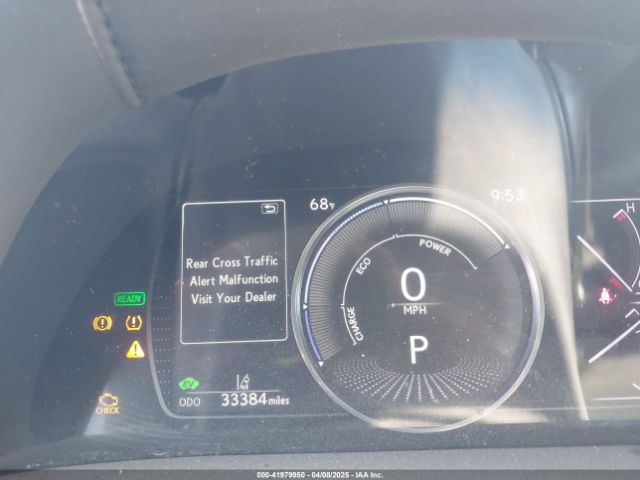 68°F
9:53
H
Rear Cross Traffic
Alert Malfunction
Visit Your Dealer
CHARGE
ECO
POWER
0
MPH
P
READY
EV
CHECK
ODO 33384 miles
000-41979950 04/08/2025 IAA Inc.